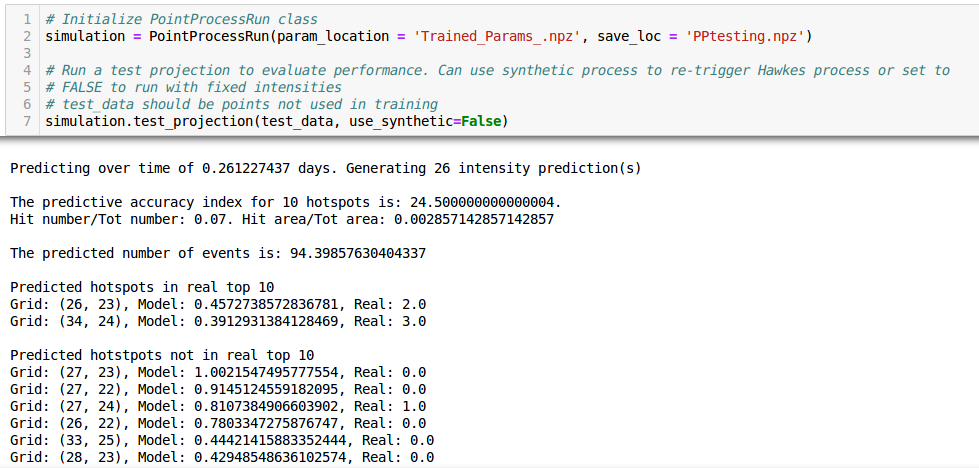 1 # Initialize PointProcessRun class
2 simulation = PointProcessRun(param_location = 'Trained_Params_.npz', save_loc = 'PPtesting.npz')
3
4 # Run a test projection to evaluate performance. Can use synthetic process to re-trigger Hawkes process or set to
5 # FALSE to run with fixed intensities
6 # test_data should be points not used in training
7 simulation.test_projection(test_data, use_synthetic=False)
Predicting over time of 0.261227437 days. Generating 26 intensity prediction(s)
The predictive accuracy index for 10 hotspots is: 24.500000000000004.
Hit number/Tot number: 0.07. Hit area/Tot area: 0.002857142857142857
The predicted number of events is: 94.39857630404337
Predicted hotspots in real top 10
Grid: (26, 23), Model: 0.4572738572836781, Real: 2.0
Grid: (34, 24), Model: 0.3912931384128469, Real: 3.0
Predicted hotstpots not in real top 10
Grid: (27, 23), Model: 1.0021547495777554, Real: 0.0
Grid: (27, 22), Model: 0.9145124559182095, Real: 0.0
Grid: (27, 24), Model: 0.8107384906603902, Real: 1.0
Grid: (26, 22), Model: 0.7803347275876747, Real: 0.0
Grid: (33, 25), Model: 0.44421415883352444, Real: 0.0
Grid: (28, 23), Model: 0.42948548636102574, Real: 0.0